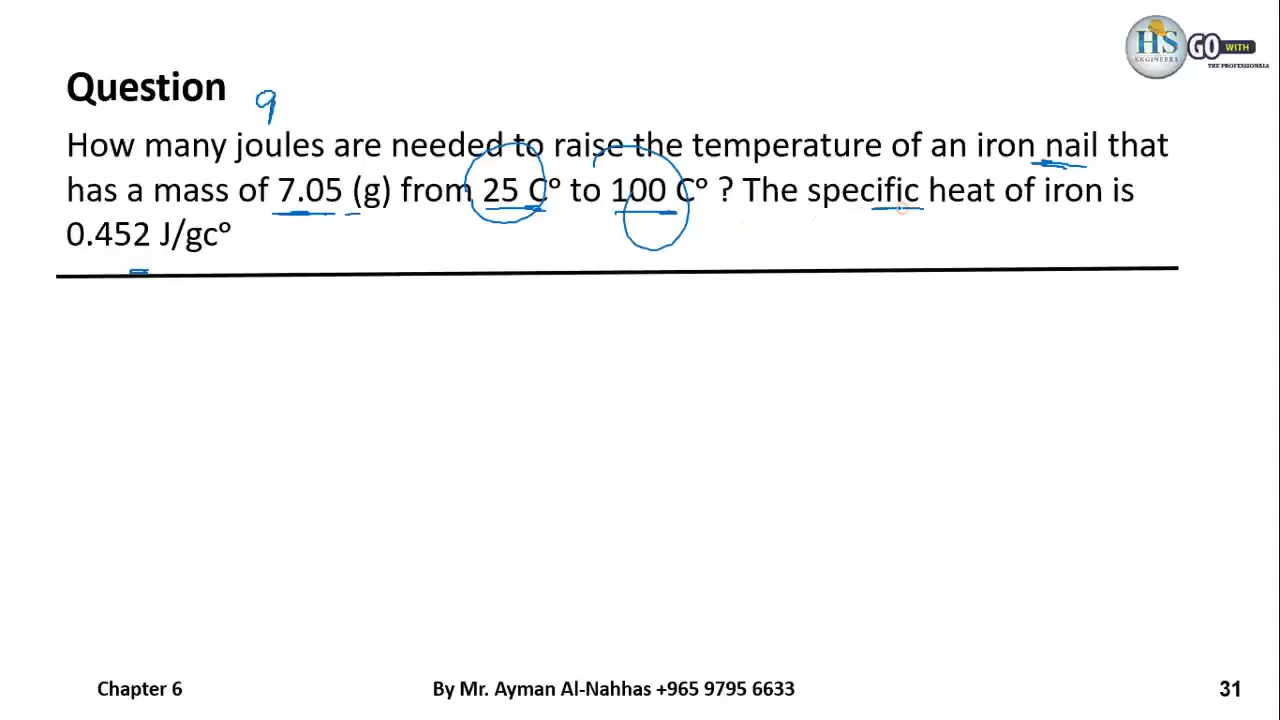 HS
ENGINEERS
GO WITH
THE PROFESSIONALS
Question
q
How many joules are needed to raise the temperature of an iron nail that
has a mass of 7.05 (g) from 25 C° to 100 C° ? The specific heat of iron is
0.452 J/gc°
Chapter 6
By Mr. Ayman Al-Nahhas +965 9795 6633
31